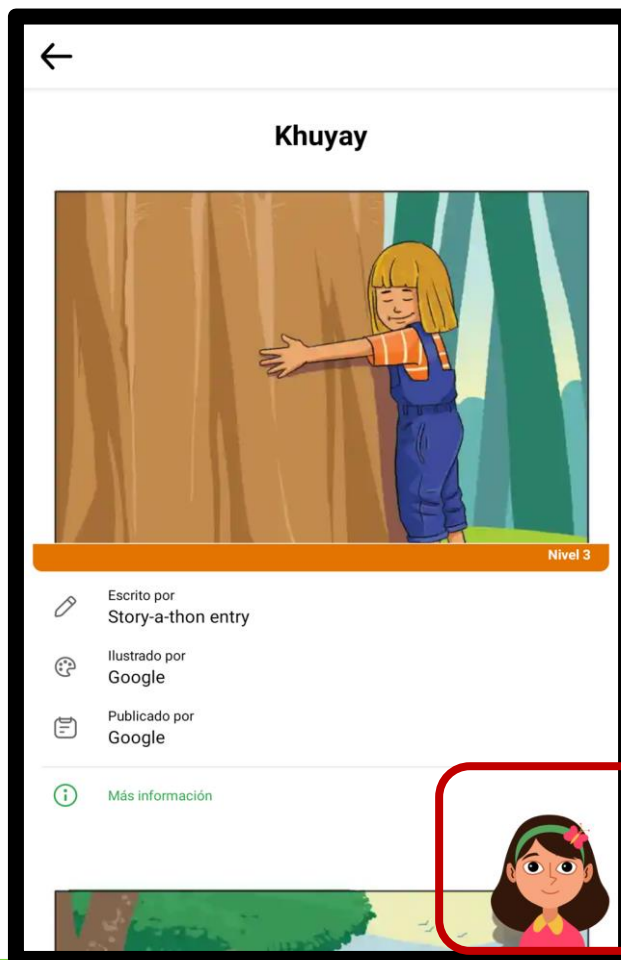 Khuyay
Nivel 3
Escrito por
Story-a-thon entry
Ilustrado por
Google
Publicado por
Google
Más información